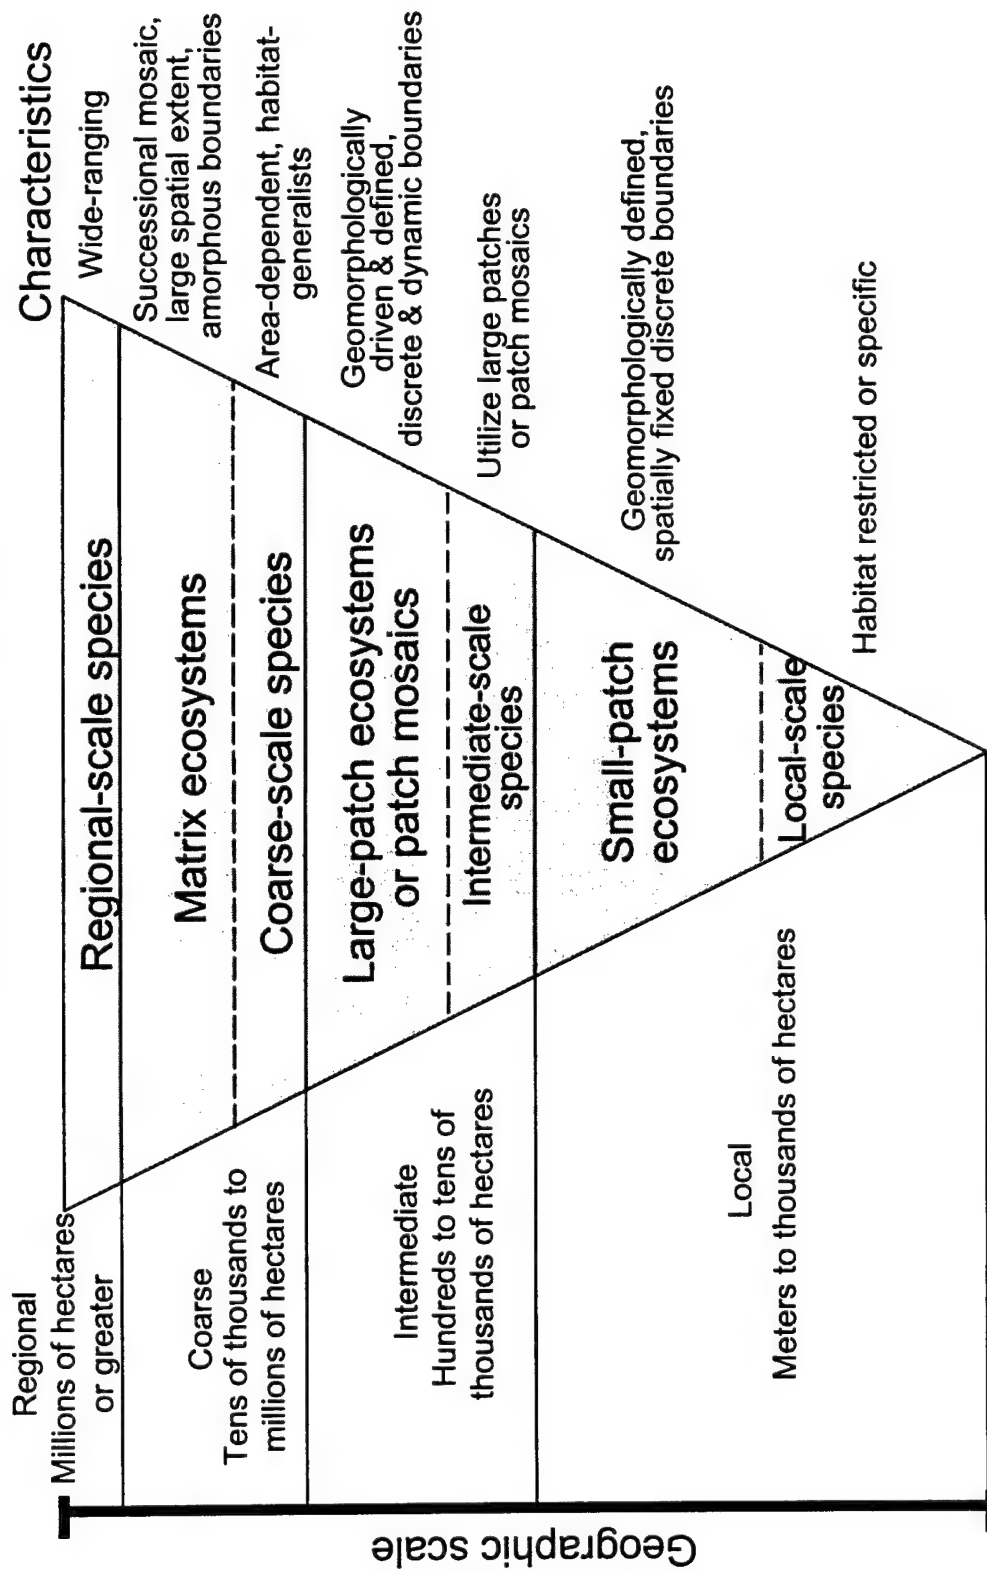 Characteristics
Regional
Millions of hectares
or greater
Regional-scale species
Wide-ranging
Coarse
Tens of thousands to
millions of hectares
Matrix ecosystems
Successional mosaic,
large spatial extent,
amorphous boundaries
Coarse-scale species
Area-dependent, habitat-
generalists
Intermediate
Hundreds to tens of
thousands of hectares
Large-patch ecosystems
or patch mosaics
Geomorphologically
driven & defined,
discrete & dynamic boundaries
Intermediate-scale
species
Utilize large patches
or patch mosaics
Local
Meters to thousands of hectares
Small-patch
ecosystems
Geomorphologically defined,
spatially fixed discrete boundaries
Local-scale
species
Habitat restricted or specific
Geographic scale